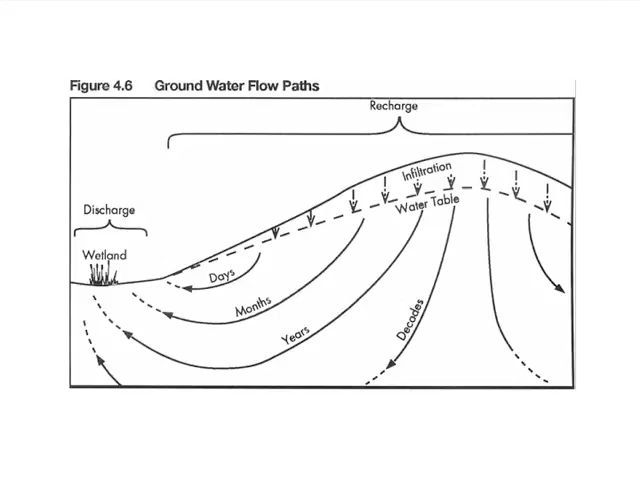 Figure 4.6 Ground Water Flow Paths
Recharge
Infiltration
Water Table
Discharge
Wetland
Days
Months
Years
Decades